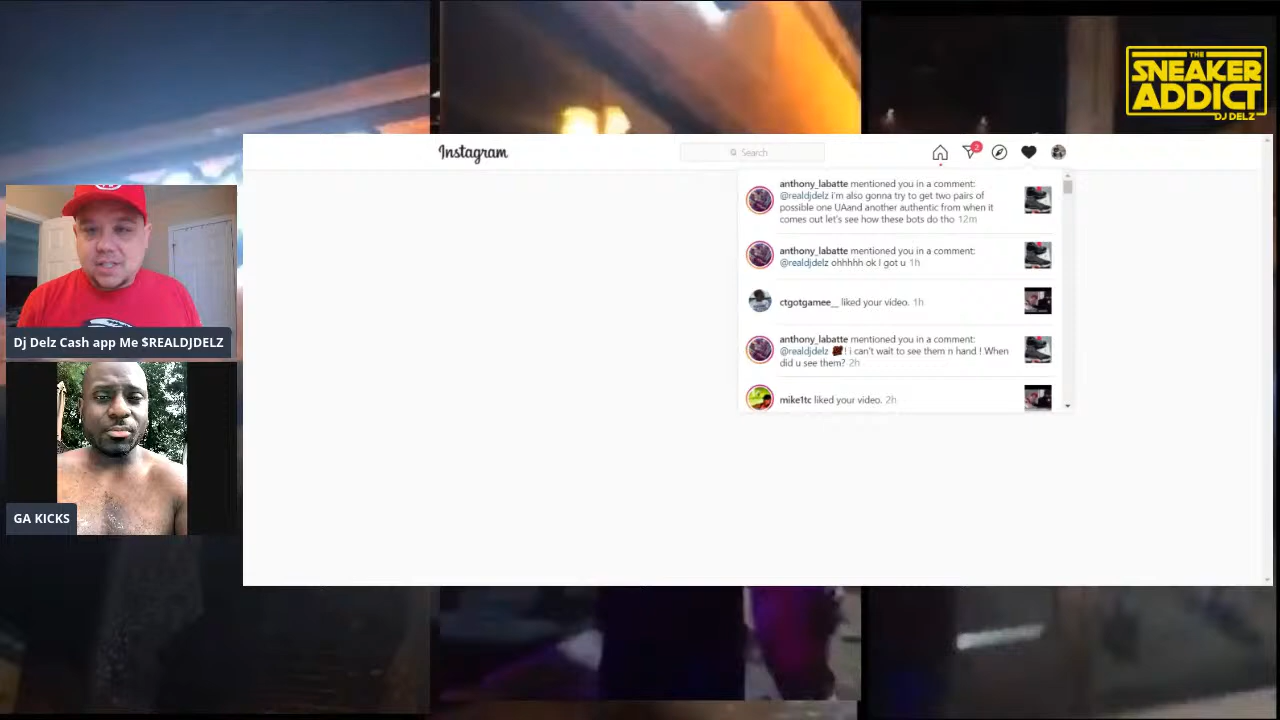 THE
SNEAKER
ADDICT
DJ DELZ
Instagram
Search
2
anthony_labatte mentioned you in a comment:
@realdjdelz i'm also gonna try to get two pairs of
possible one UAand another authentic from when it
comes out let's see how these bots do tho 12m
anthony_labatte mentioned you in a comment:
@realdjdelz ohhhhh ok I got u 1h
ctgotgamee__ liked your video. 1h
anthony_labatte mentioned you in a comment:
@realdjdelz ! i can't wait to see them n hand ! When
did u see them? 2h
mike1tc liked your video. 2h
Dj Delz Cash app Me $REALDJDELZ
GA KICKS